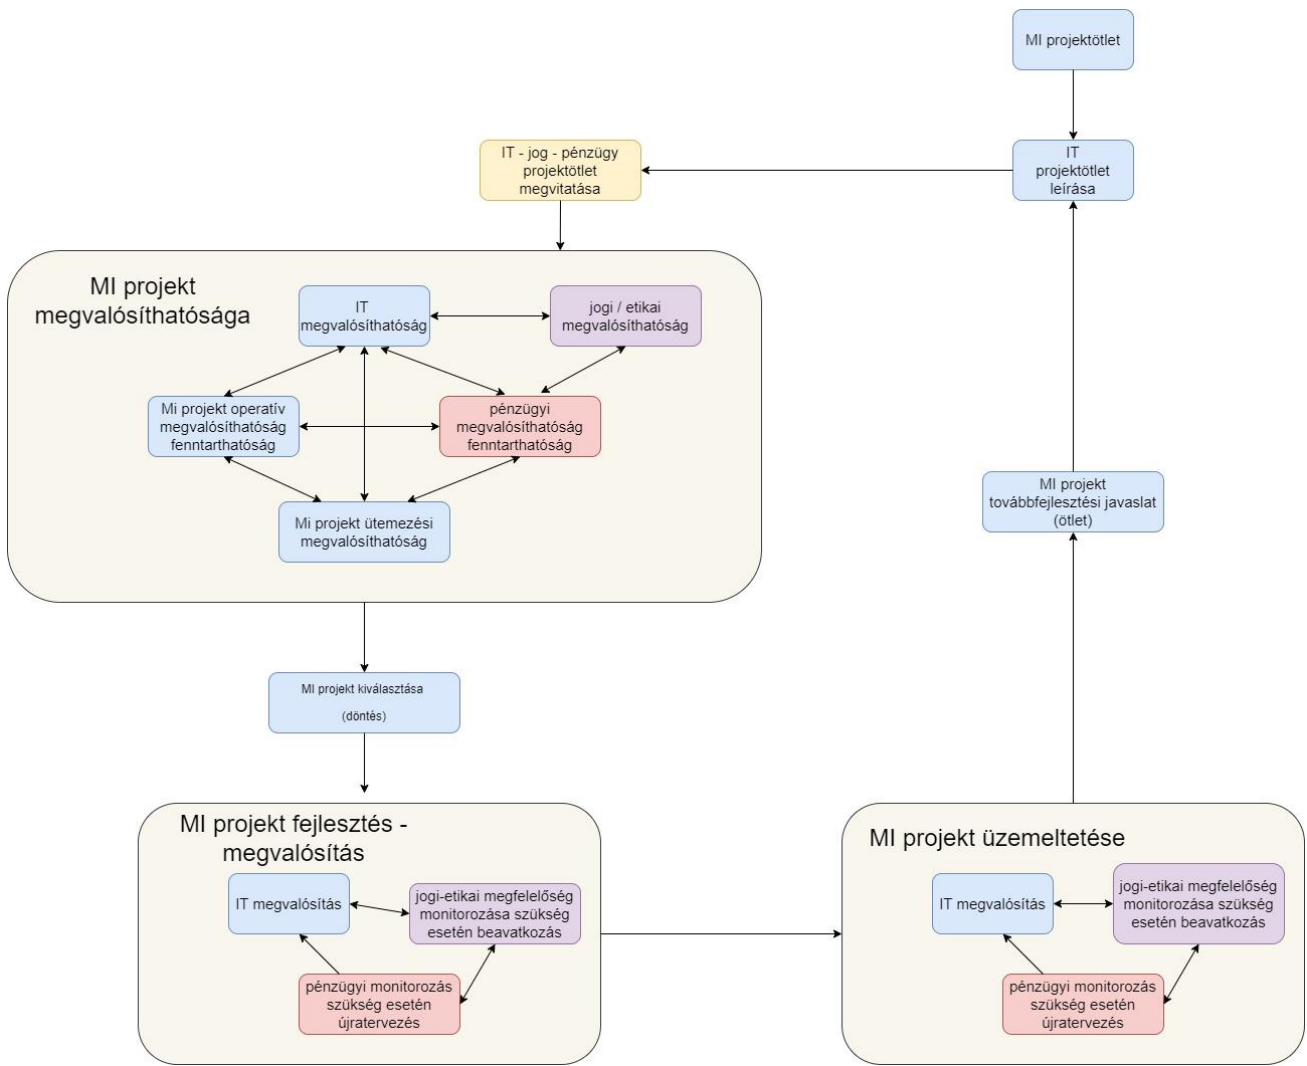 MI projektötlet
IT
projektötlet
leírása
IT - jog - pénzügy
projektötlet
megvitatása
MI projekt
megvalósíthatósága
IT
megvalósíthatóság
jogi / etikai
megvalósíthatóság
Mi projekt operatív
megvalósíthatóság
fenntarthatóság
pénzügyi
megvalósíthatóság
fenntarthatóság
Mi projekt ütemezési
megvalósíthatóság
MI projekt
továbbfejlesztési javaslat
(ötlet)
MI projekt kiválasztása
(döntés)
MI projekt fejlesztés -
megvalósítás
IT megvalósítás
jogi-etikai megfelelőség
monitorozása szükség
esetén beavatkozás
pénzügyi monitorozás
szükség esetén
újratervezés
MI projekt üzemeltetése
IT megvalósítás
jogi-etikai megfelelőség
monitorozása szükség
esetén beavatkozás
pénzügyi monitorozás
szükség esetén
újratervezés